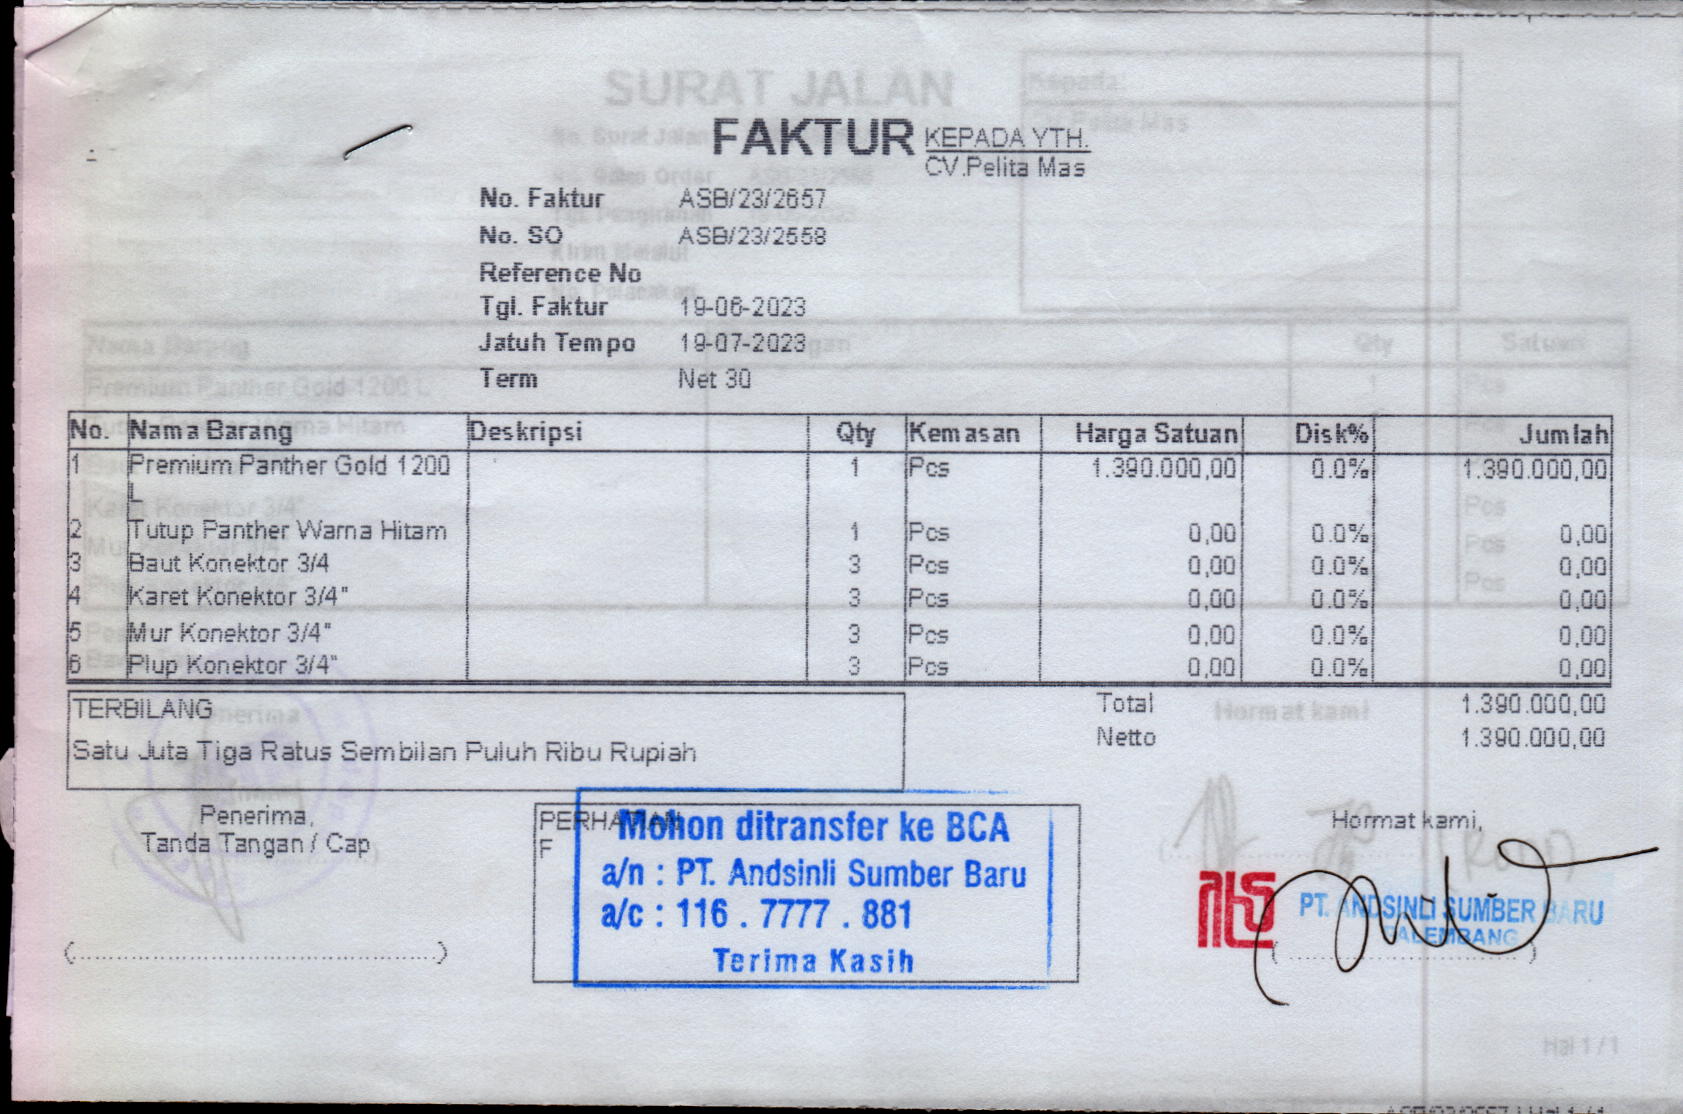 SURAT JALAN
Kepada:
CV.Pelita Mas
FAKTUR
KEPADA YTH.
CV.Pelita Mas
No. Faktur ASB/23/2657
No. SO ASB/23/2558
Reference No
Tgl. Faktur 19-06-2023
Jatuh Tempo 19-07-2023
Term Net 30
No. Nama Barang Deskripsi Qty Kemasan Harga Satuan Disk% Jumlah
1 Premium Panther Gold 1200 L 1 Pcs 1.390.000,00 0.0% 1.390.000,00
2 Tutup Panther Warna Hitam 1 Pcs 0,00 0.0% 0,00
3 Baut Konektor 3/4 3 Pcs 0,00 0.0% 0,00
4 Karet Konektor 3/4" 3 Pcs 0,00 0.0% 0,00
5 Mur Konektor 3/4" 3 Pcs 0,00 0.0% 0,00
6 Plup Konektor 3/4" 3 Pcs 0,00 0.0% 0,00
TERBILANG
Satu Juta Tiga Ratus Sembilan Puluh Ribu Rupiah
Total 1.390.000,00
Netto 1.390.000,00
Penerima,
Tanda Tangan / Cap
PERHATIAN
F
Mohon ditransfer ke BCA
a/n : PT. Andsinli Sumber Baru
a/c : 116 . 7777 . 881
Terima Kasih
Hormat kami,
PT. ANDSINLI SUMBER BARU
PALEMBANG
Hal 1 / 1